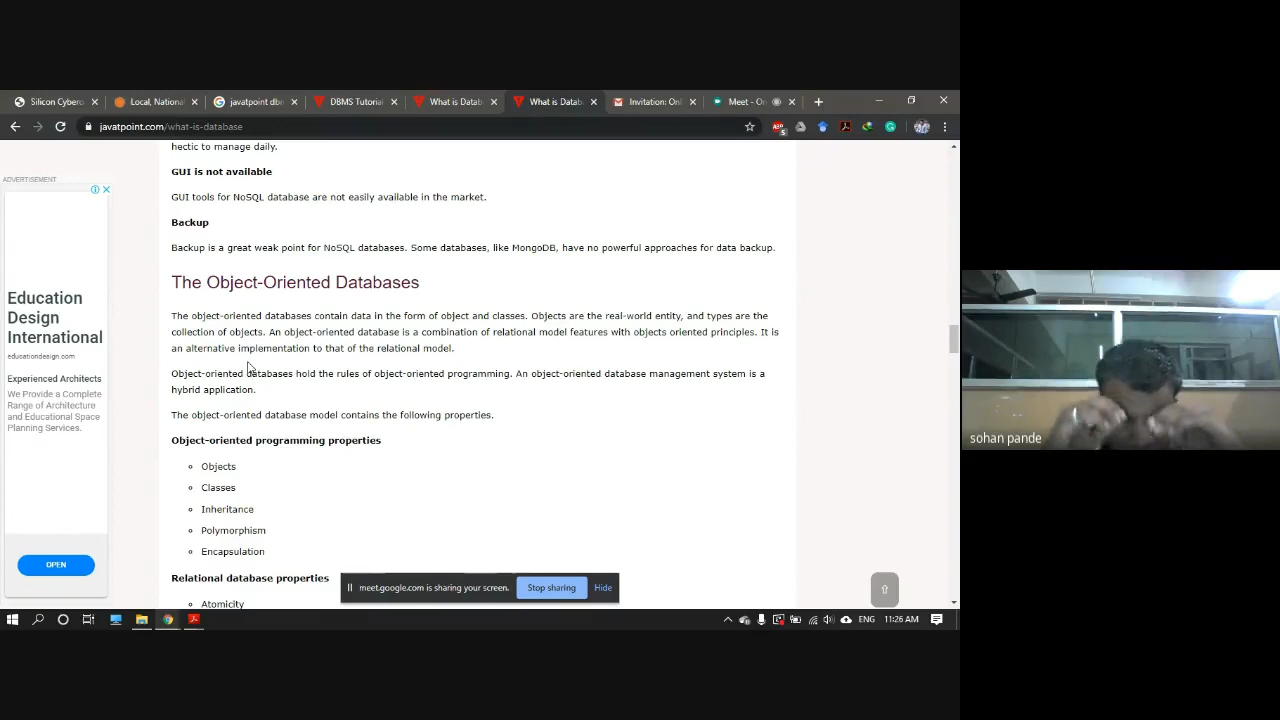 Silicon Cybero
Local, National
javatpoint dbm
DBMS Tutorial
What is Datab
What is Datab
Invitation: Onl
Meet - On
javatpoint.com/what-is-database
hectic to manage daily.
GUI is not available
GUI tools for NoSQL database are not easily available in the market.
Backup
Backup is a great weak point for NoSQL databases. Some databases, like MongoDB, have no powerful approaches for data backup.
The Object-Oriented Databases
The object-oriented databases contain data in the form of object and classes. Objects are the real-world entity, and types are the
collection of objects. An object-oriented database is a combination of relational model features with objects oriented principles. It is
an alternative implementation to that of the relational model.
Object-oriented databases hold the rules of object-oriented programming. An object-oriented database management system is a
hybrid application.
The object-oriented database model contains the following properties.
Object-oriented programming properties
Objects
Classes
Inheritance
Polymorphism
Encapsulation
Relational database properties
Atomicity
ADVERTISEMENT
Education
Design
International
educationdesign.com
Experienced Architects
We Provide a Complete
Range of Architecture
and Educational Space
Planning Services.
OPEN
meet.google.com is sharing your screen.
Stop sharing
Hide
sohan pande
ENG
11:26 AM